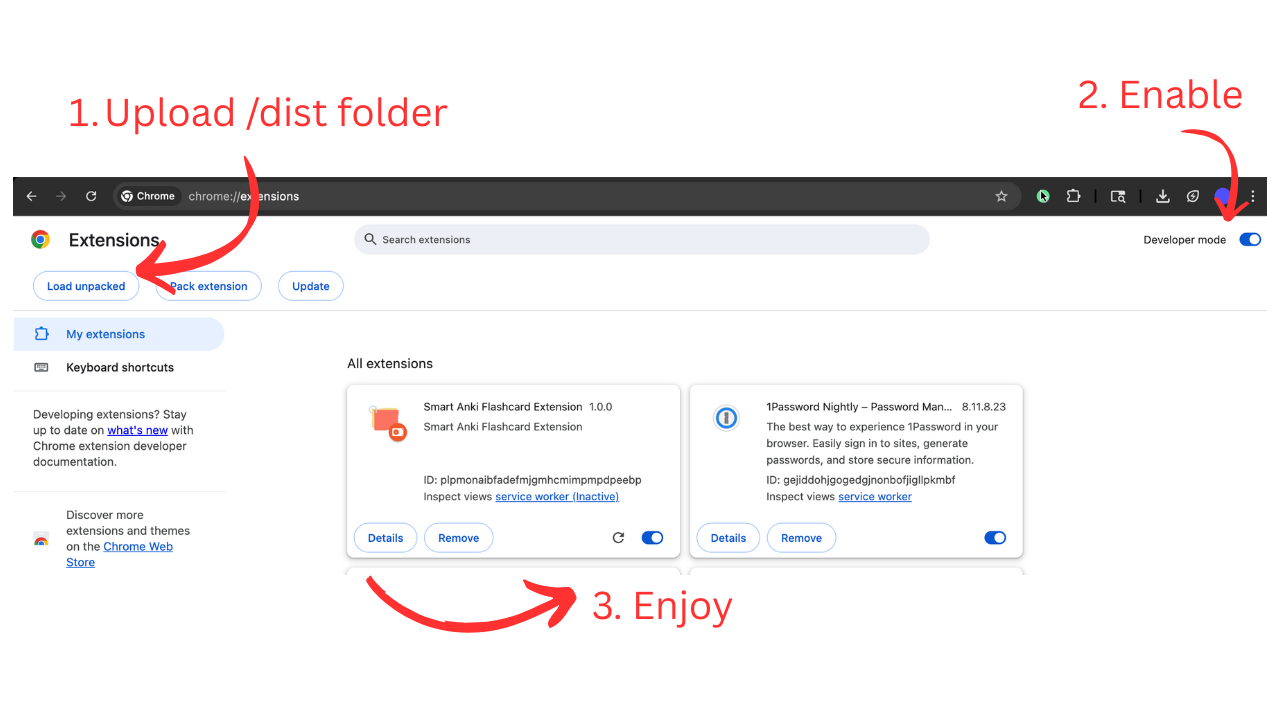 1. Upload /dist folder
2. Enable
Chrome
chrome://extensions
Extensions
Search extensions
Developer mode
Load unpacked
Pack extension
Update
My extensions
Keyboard shortcuts
Developing extensions? Stay
up to date on what's new with
Chrome extension developer
documentation.
Discover more
extensions and themes
on the Chrome Web
Store
All extensions
Smart Anki Flashcard Extension 1.0.0
Smart Anki Flashcard Extension
ID: plpmonaibfadefmjgmhcmimpmpdpeebp
Inspect views service worker (Inactive)
Details
Remove
1Password Nightly – Password Man... 8.11.8.23
The best way to experience 1Password in your
browser. Easily sign in to sites, generate
passwords, and store secure information.
ID: gejiddohjgogedgjnonbofjigllpkmbf
Inspect views service worker
Details
Remove
3. Enjoy